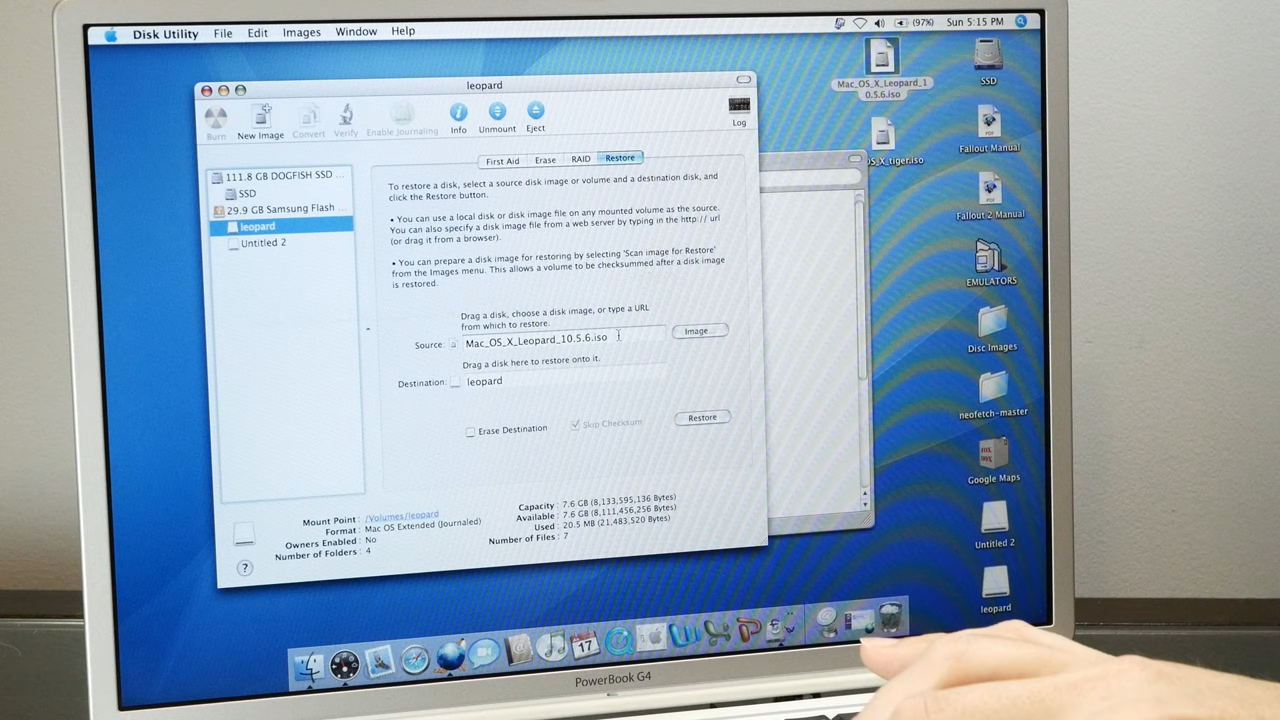 Disk Utility File Edit Images Window Help
(97%) Sun 5:15 PM
leopard
Burn New Image Convert Verify Enable Journaling Info Unmount Eject
Log
111.8 GB DOGFISH SSD ...
SSD
29.9 GB Samsung Flash ...
leopard
Untitled 2
First Aid Erase RAID Restore
To restore a disk, select a source disk image or volume and a destination disk, and
click the Restore button.
• You can use a local disk or disk image file on any mounted volume as the source.
You can also specify a disk image file from a web server by typing in the http:// url
(or drag it from a browser).
• You can prepare a disk image for restoring by selecting 'Scan image for Restore'
from the Images menu. This allows a volume to be checksummed after a disk image
is restored.
Drag a disk, choose a disk image, or type a URL
from which to restore.
Source: Mac_OS_X_Leopard_10.5.6.iso Image...
Drag a disk here to restore onto it.
Destination: leopard
Erase Destination Skip Checksum Restore
Mount Point : /Volumes/leopard
Format : Mac OS Extended (Journaled)
Owners Enabled : No
Number of Folders : 4
Capacity : 7.6 GB (8,133,595,136 Bytes)
Available : 7.6 GB (8,111,456,256 Bytes)
Used : 20.5 MB (21,483,520 Bytes)
Number of Files : 7
?
Mac_OS_X_Leopard_1
0.5.6.iso
OS_X_tiger.iso
SSD
PDF
Fallout Manual
PDF
Fallout 2 Manual
EMULATORS
Disc Images
neofetch-master
Google Maps
Untitled 2
leopard
17
PowerBook G4